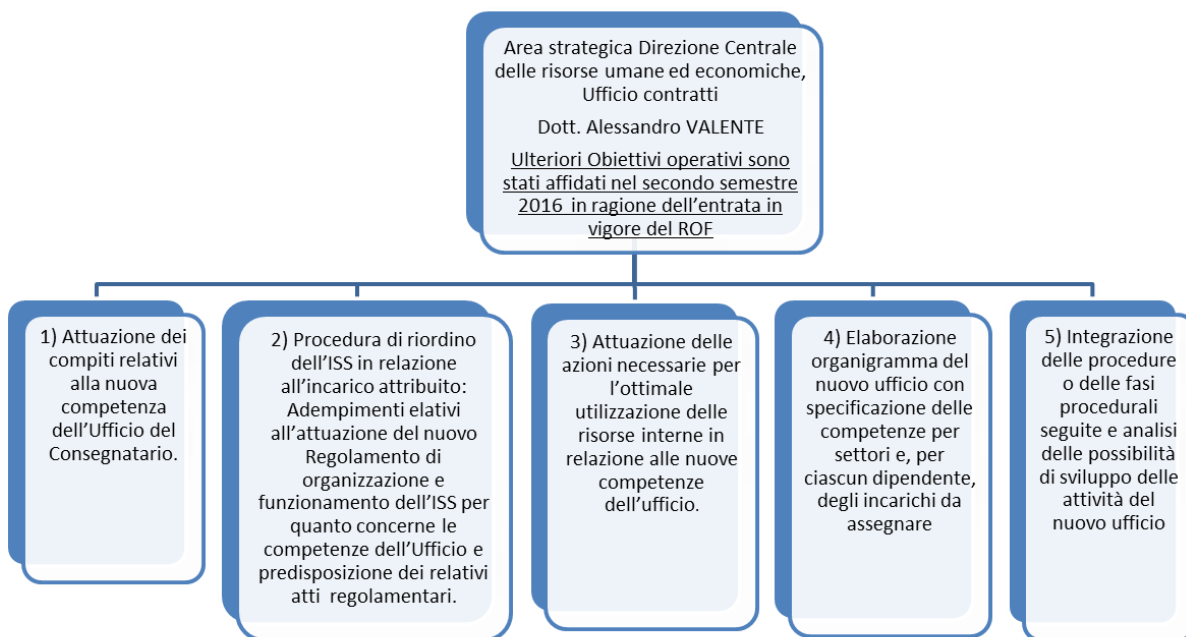 Area strategica Direzione Centrale
delle risorse umane ed economiche,
Ufficio contratti
Dott. Alessandro VALENTE
Ulteriori Obiettivi operativi sono
stati affidati nel secondo semestre
2016 in ragione dell'entrata in
vigore del ROF
1) Attuazione dei
compiti relativi
alla nuova
competenza
dell'Ufficio del
Consegnatario.
2) Procedura di riordino
dell'ISS in relazione
all'incarico attribuito:
Adempimenti elativi
all'attuazione del nuovo
Regolamento di
organizzazione e
funzionamento dell'ISS per
quanto concerne le
competenze dell'Ufficio e
predisposizione dei relativi
atti regolamentari.
3) Attuazione delle
azioni necessarie per
l'ottimale
utilizzazione delle
risorse interne in
relazione alle nuove
competenze
dell'ufficio.
4) Elaborazione
organigramma del
nuovo ufficio con
specificazione delle
competenze per
settori e, per
ciascun dipendente,
degli incarichi da
assegnare
5) Integrazione
delle procedure
o delle fasi
procedurali
seguite e analisi
delle possibilità
di sviluppo delle
attività del
nuovo ufficio